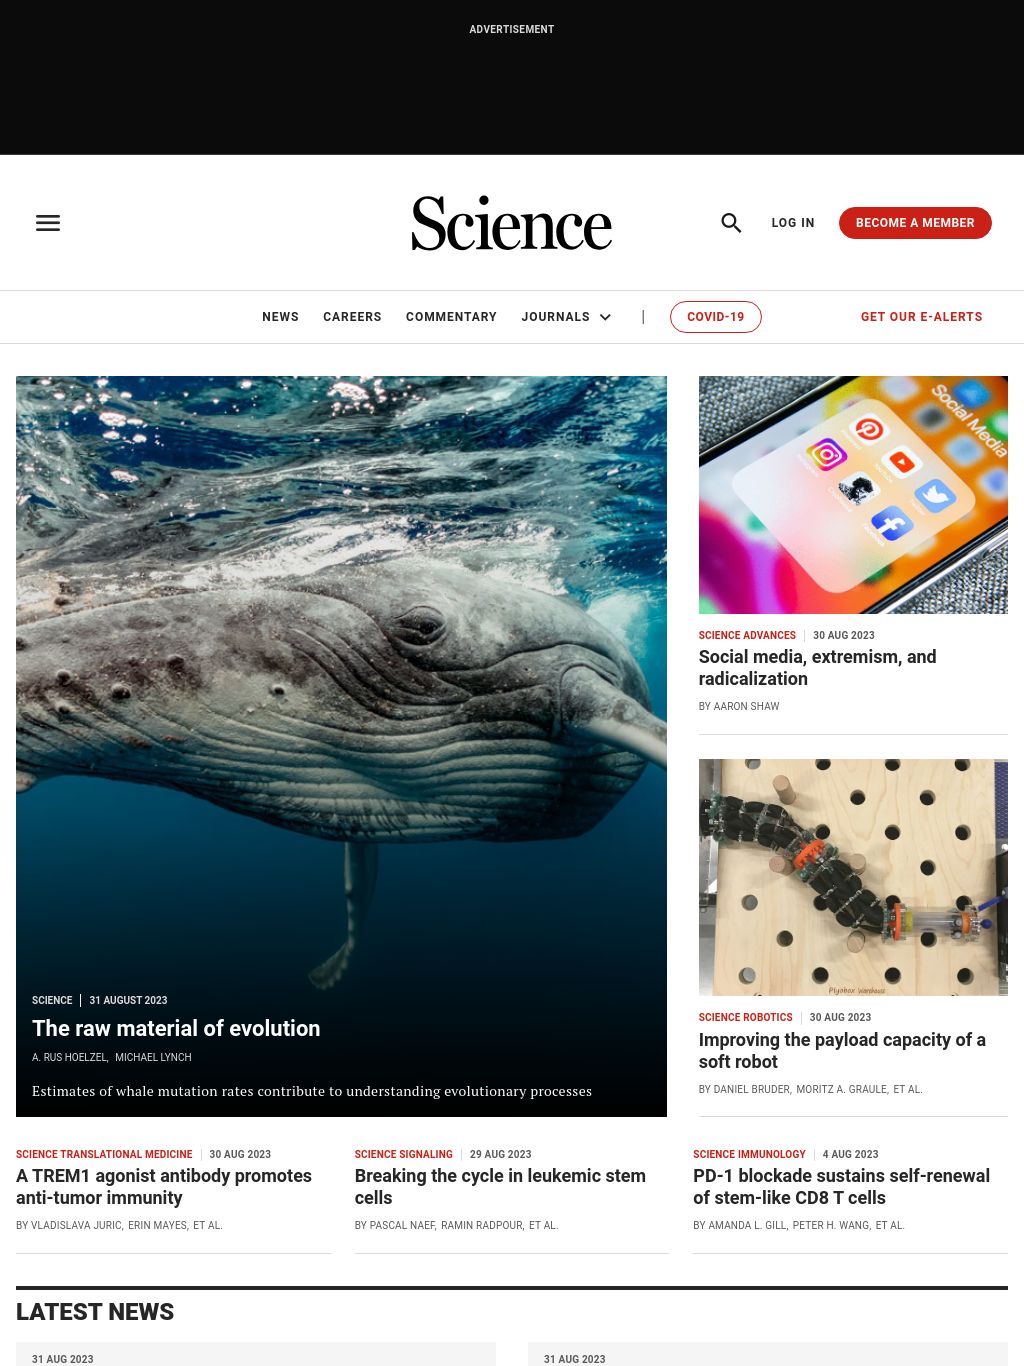 ADVERTISEMENT
Science
LOG IN
BECOME A MEMBER
NEWS
CAREERS
COMMENTARY
JOURNALS
|
COVID-19
GET OUR E-ALERTS
SCIENCE | 31 AUGUST 2023
The raw material of evolution
A. RUS HOELZEL, MICHAEL LYNCH
Estimates of whale mutation rates contribute to understanding evolutionary processes
Social Media
SCIENCE ADVANCES | 30 AUG 2023
Social media, extremism, and
radicalization
BY AARON SHAW
Plyobox Warehouse
SCIENCE ROBOTICS | 30 AUG 2023
Improving the payload capacity of a
soft robot
BY DANIEL BRUDER, MORITZ A. GRAULE, ET AL.
SCIENCE TRANSLATIONAL MEDICINE | 30 AUG 2023
A TREM1 agonist antibody promotes
anti-tumor immunity
BY VLADISLAVA JURIC, ERIN MAYES, ET AL.
SCIENCE SIGNALING | 29 AUG 2023
Breaking the cycle in leukemic stem
cells
BY PASCAL NAEF, RAMIN RADPOUR, ET AL.
SCIENCE IMMUNOLOGY | 4 AUG 2023
PD-1 blockade sustains self-renewal
of stem-like CD8 T cells
BY AMANDA L. GILL, PETER H. WANG, ET AL.
LATEST NEWS
31 AUG 2023
31 AUG 2023